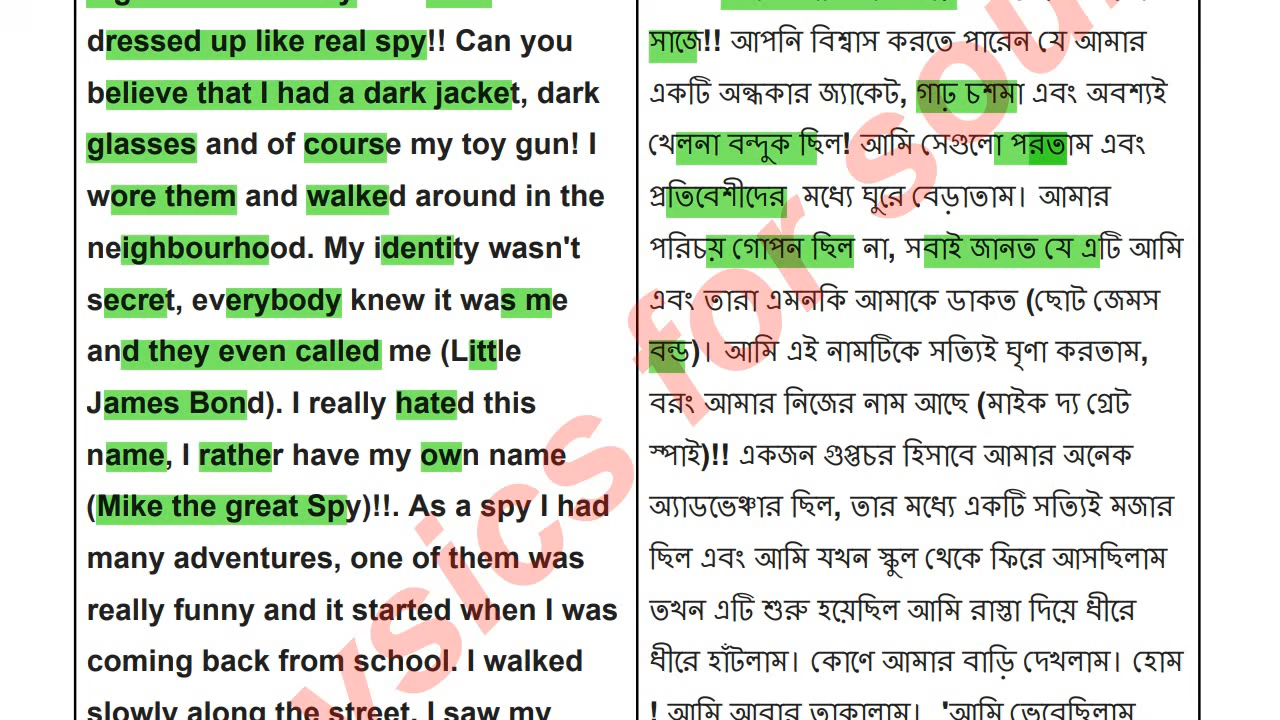 dressed up like real spy!! Can you
believe that I had a dark jacket, dark
glasses and of course my toy gun! I
wore them and walked around in the
neighbourhood. My identity wasn't
secret, everybody knew it was me
and they even called me (Little
James Bond). I really hated this
name, I rather have my own name
(Mike the great Spy)!!. As a spy I had
many adventures, one of them was
really funny and it started when I was
coming back from school. I walked
slowly along the street. I saw my
সাজে!! আপনি বিশ্বাস করতে পারেন যে আমার
একটি অন্ধকার জ্যাকেট, গাঢ় চশমা এবং অবশ্যই
খেলনা বন্দুক ছিল! আমি সেগুলো পরতাম এবং
প্রতিবেশীদের মধ্যে ঘুরে বেড়াতাম। আমার
পরিচয় গোপন ছিল না, সবাই জানত যে এটি আমি
এবং তারা এমনকি আমাকে ডাকত (ছোট জেমস
বন্ড)। আমি এই নামটিকে সত্যিই ঘৃণা করতাম,
বরং আমার নিজের নাম আছে (মাইক দ্য গ্রেট
স্পাই)!! একজন গুপ্তচর হিসাবে আমার অনেক
অ্যাডভেঞ্চার ছিল, তার মধ্যে একটি সত্যিই মজার
ছিল এবং আমি যখন স্কুল থেকে ফিরে আসছিলাম
তখন এটি শুরু হয়েছিল আমি রাস্তা দিয়ে ধীরে
ধীরে হাঁটলাম। কোণে আমার বাড়ি দেখলাম। হোম
! আমি আবার তাকালাম। 'আমি ভেবেছিলাম
for